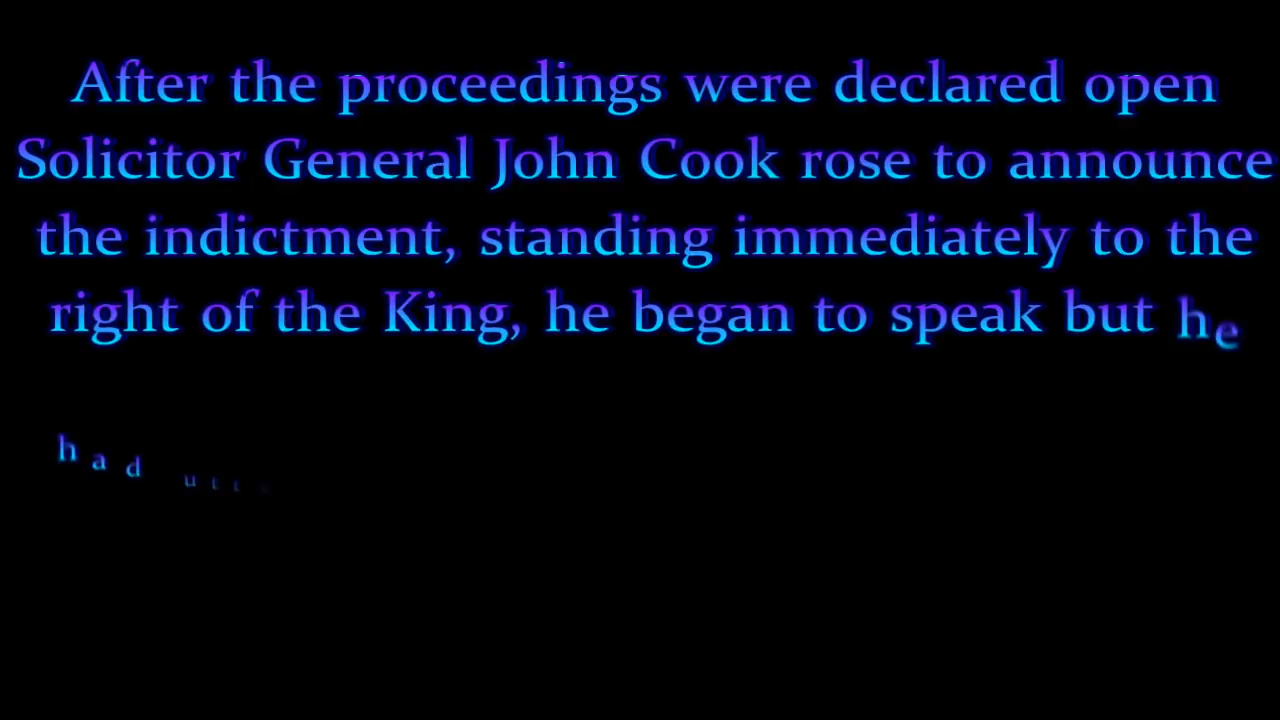 After the proceedings were declared open
Solicitor General John Cook rose to announce
the indictment, standing immediately to the
right of the King, he began to speak but he
had